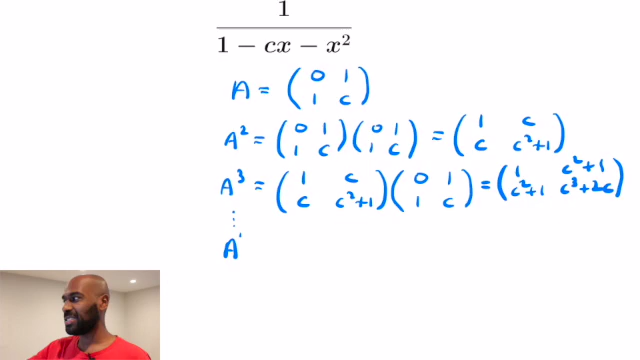 1
1 − cx − x²
A = (0 1
1 c)
A² = (0 1
1 c) (0 1
1 c) = (1 c
c c²+1)
A³ = (1 c
c c²+1) (0 1
1 c) = (1 c²+1
c²+1 c³+2c)
⋮
A